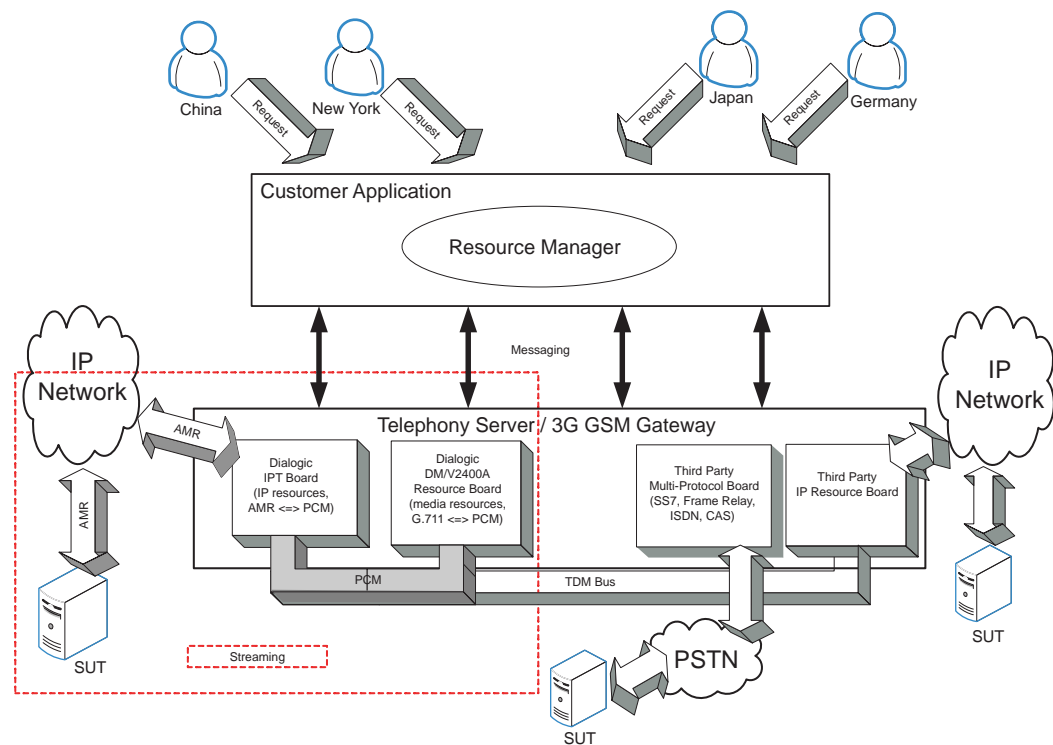 China
New York
Japan
Germany
Request
Request
Request
Request
Customer Application
Resource Manager
Messaging
IP
Network
IP
Network
Telephony Server / 3G GSM Gateway
AMR
Dialogic
IPT Board
(IP resources,
AMR <=> PCM)
Dialogic
DM/V2400A
Resource Board
(media resources,
G.711 <=> PCM)
Third Party
Multi-Protocol Board
(SS7, Frame Relay,
ISDN, CAS)
Third Party
IP Resource Board
AMR
PCM
TDM Bus
SUT
Streaming
PSTN
SUT
SUT